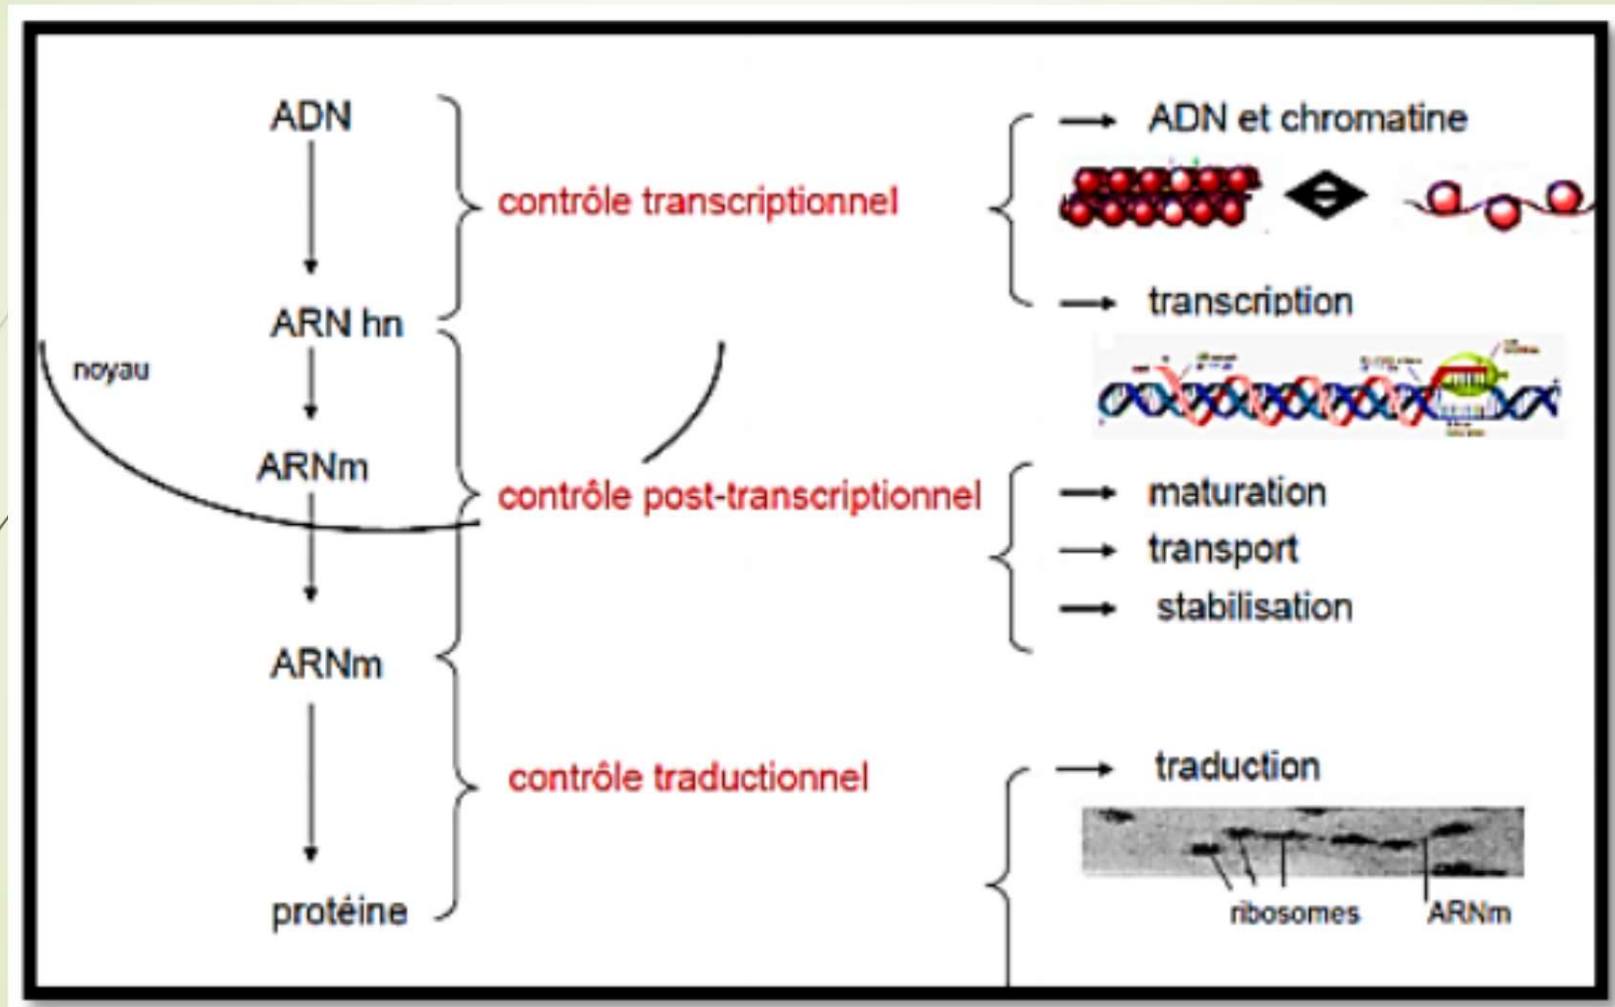 ADN
ADN et chromatine
contrôle transcriptionnel
transcription
ARN hn
noyau
ARNm
contrôle post-transcriptionnel
maturation
transport
stabilisation
ARNm
contrôle traductionnel
traduction
protéine
ribosomes
ARNm